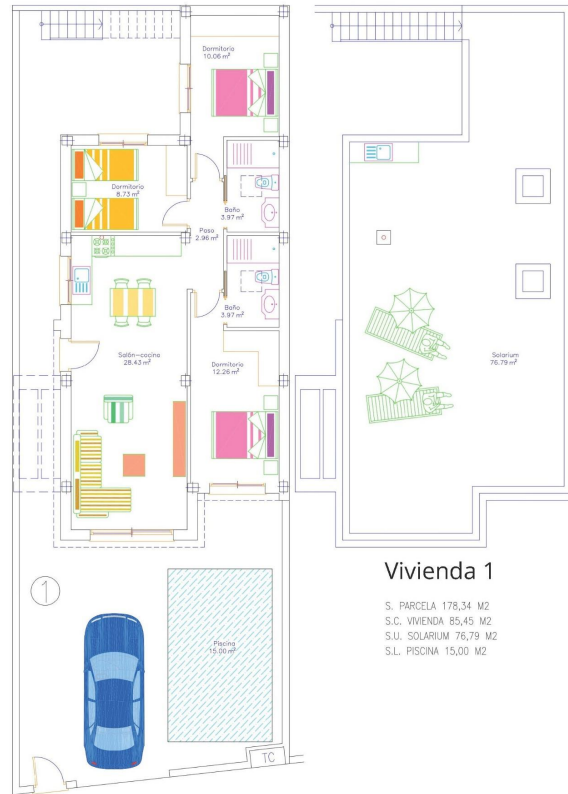 Dormitorio
10.06 m²
Dormitorio
8.73 m²
Baño
3.97 m²
Paso
2.96 m²
Baño
3.97 m²
Salón-cocina
28.43 m²
Dormitorio
12.26 m²
Solarium
76.79 m²
1
Piscina
15.00 m²
TC
Vivienda 1
S. PARCELA 178,34 M2
S.C. VIVIENDA 85,45 M2
S.U. SOLARIUM 76,79 M2
S.L. PISCINA 15,00 M2